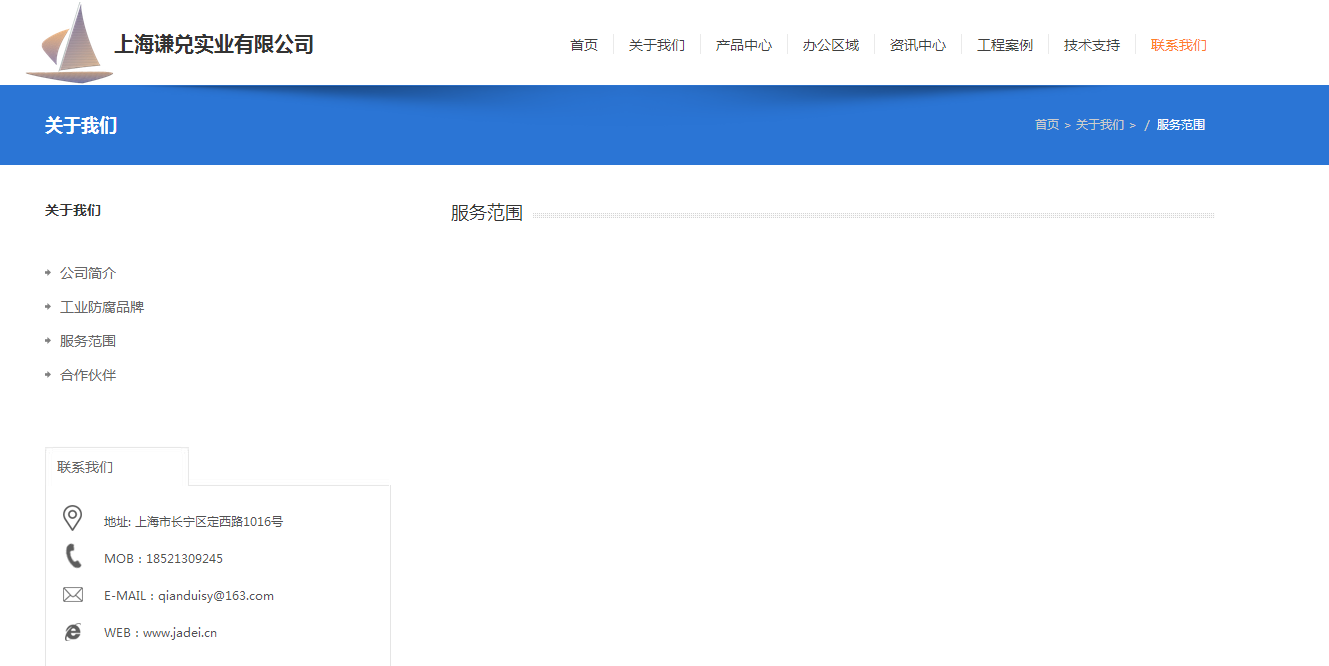 上海谦兑实业有限公司
首页 关于我们 产品中心 办公区域 资讯中心 工程案例 技术支持 联系我们
关于我们
首页 > 关于我们 > / 服务范围
关于我们
公司简介
工业防腐品牌
服务范围
合作伙伴
联系我们
地址: 上海市长宁区定西路1016号
MOB：18521309245
E-MAIL：qianduisy@163.com
WEB：www.jadei.cn
服务范围